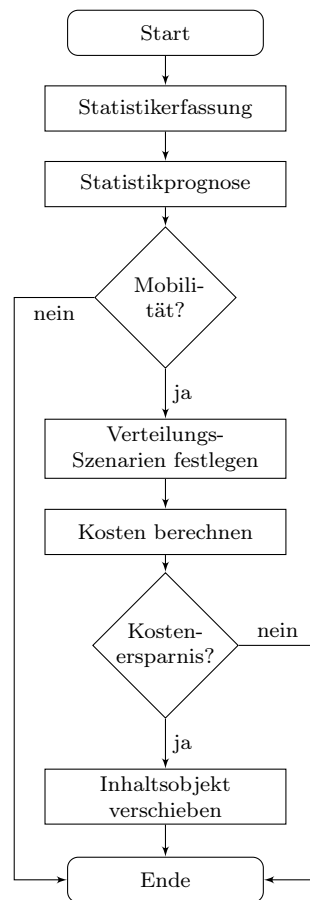 Start
Statistikerfassung
Statistikprognose
Mobili-
tät?
nein
ja
Verteilungs-
Szenarien festlegen
Kosten berechnen
Kosten-
ersparnis?
nein
ja
Inhaltsobjekt
verschieben
Ende